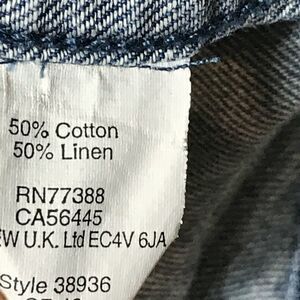 50% Cotton
50% Linen
RN77388
CA56445
EW U.K. Ltd EC4V 6JA
Style 38936